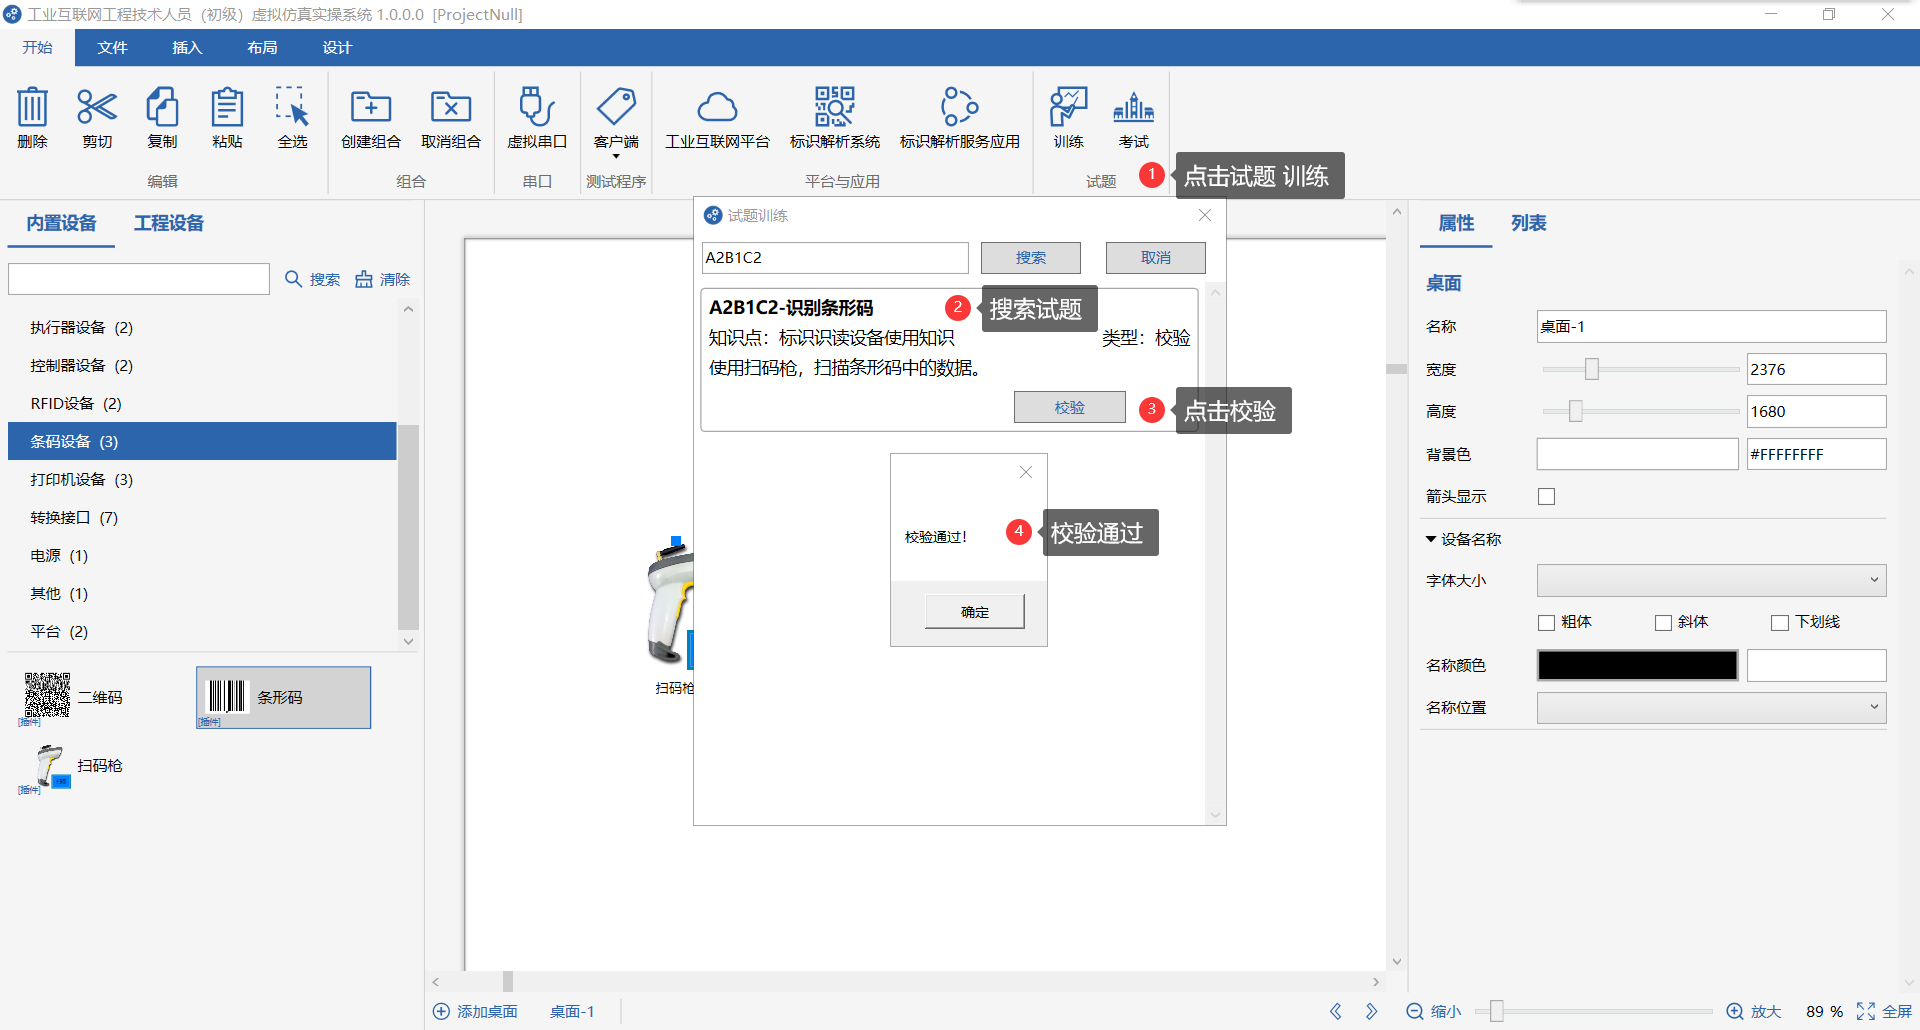 工业互联网工程技术人员（初级）虚拟仿真实操系统 1.0.0.0  [ProjectNull]
开始 文件 插入 布局 设计
删除 剪切 复制 粘贴 全选 创建组合 取消组合 虚拟串口 客户端 工业互联网平台 标识解析系统 标识解析服务应用 训练 考试
编辑 组合 串口 测试程序 平台与应用 试题
1 点击试题 训练
内置设备 工程设备
搜索 清除
执行器设备 (2)
控制器设备 (2)
RFID设备 (2)
条码设备 (3)
打印机设备 (3)
转换接口 (7)
电源 (1)
其他 (1)
平台 (2)
二维码
[插件]
条形码
[插件]
扫码枪
[插件]
扫码枪
试题训练
A2B1C2 搜索 取消
A2B1C2-识别条形码
2 搜索试题
知识点：标识识读设备使用知识 类型：校验
使用扫码枪，扫描条形码中的数据。
校验
3 点击校验
校验通过！
4 校验通过
确定
属性 列表
桌面
名称 桌面-1
宽度 2376
高度 1680
背景色 #FFFFFFFF
箭头显示
设备名称
字体大小
粗体 斜体 下划线
名称颜色
名称位置
添加桌面 桌面-1
缩小 放大 89 % 全屏